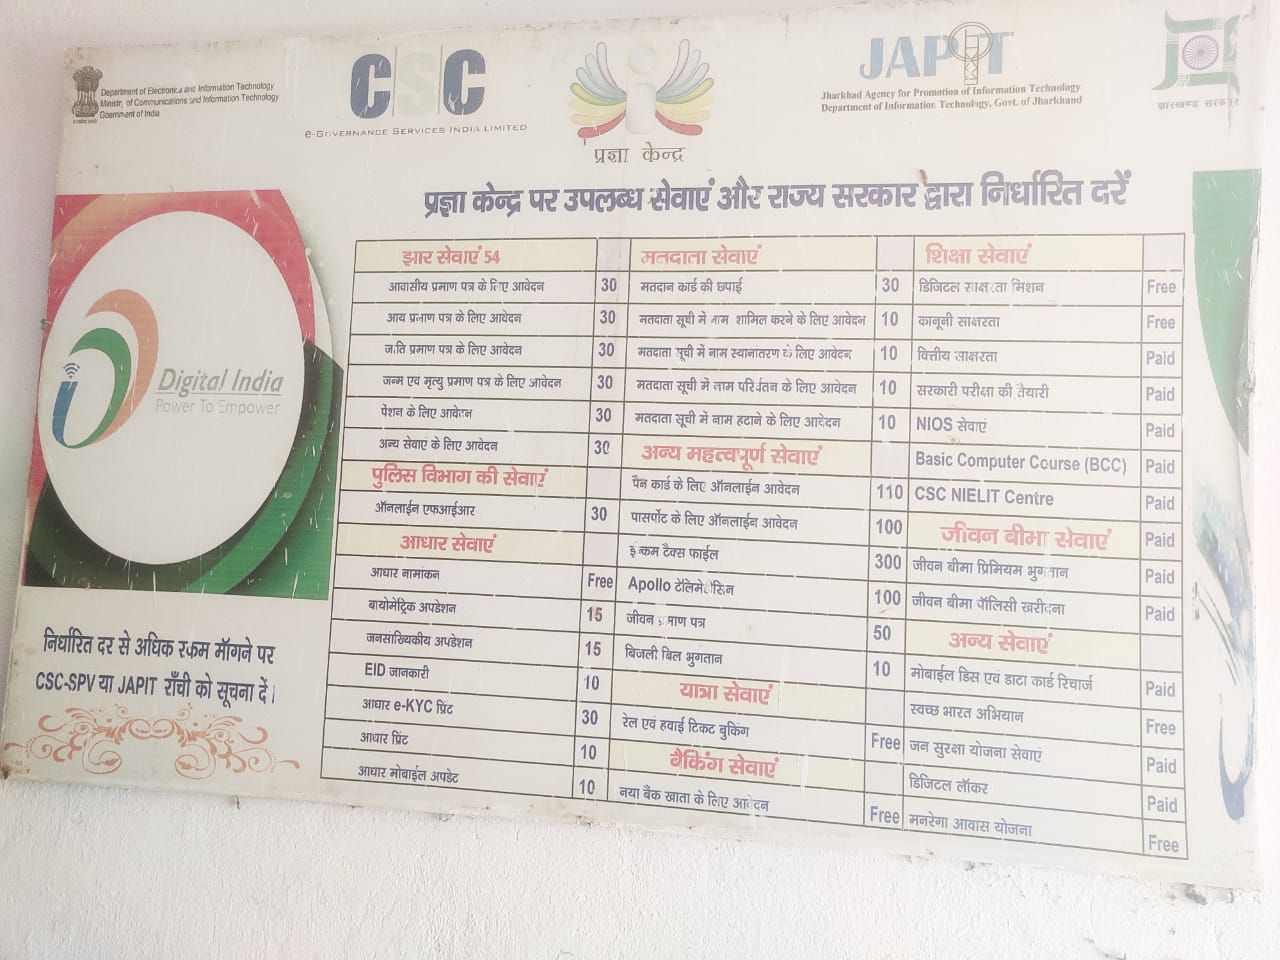 Department of Electronics and Information Technology
Ministry of Communications and Information Technology
Goernment of India
CSC
e-Governance Services India Limited
प्रज्ञा केन्द्र
JAPIT
Jharkhand Agency for Promotion of Information Technology
Department of Information Technology, Govt. of Jharkhand
झारखण्ड सरकार
प्रज्ञा केन्द्र पर उपलब्ध सेवाएं और राज्य सरकार द्वारा निर्धारित दरें
Digital India
Power To Empower
निर्धारित दर से अधिक रकम मॉंगने पर
CSC-SPV या JAPIT राँची को सूचना दें।
झार सेवाएं 54
आवासीय प्रमाण पत्र के लिए आवेदन 30
आय प्रमाण पत्र के लिए आवेदन 30
जाति प्रमाण पत्र के लिए आवेदन 30
जन्म एवं मृत्यु प्रमाण पत्र के लिए आवेदन 30
पेंशन के लिए आवेदन 30
अन्य सेवाएं के लिए आवेदन 30
पुलिस विभाग की सेवाएं
ऑनलाईन एफआईआर 30
आधार सेवाएं
आधार नामांकन Free
बायोमेट्रिक अपडेशन 15
जनसांख्यिकीय अपडेशन 15
EID जानकारी 10
आधार e-KYC प्रिंट 30
आधार प्रिंट 10
आधार मोबाईल अपडेट 10
मतदाता सेवाएं
मतदान कार्ड की छपाई 30
मतदाता सूची में नाम शामिल करने के लिए आवेदन 10
मतदाता सूची में नाम स्थानांतरण के लिए आवेदन 10
मतदाता सूची में नाम परिर्वतन के लिए आवेदन 10
मतदाता सूची में नाम हटाने के लिए आवेदन 10
अन्य महत्वपूर्ण सेवाएं
पैन कार्ड के लिए ऑनलाईन आवेदन 110
पासपोर्ट के लिए ऑनलाईन आवेदन 100
इनकम टैक्स फाईल 300
Apollo टेलिमेडिसिन 100
जीवन प्रमाण पत्र 50
बिजली बिल भुगतान 10
यात्रा सेवाएं
रेल एवं हवाई टिकट बुकिंग Free
बैंकिंग सेवाएं
नया बैंक खाता के लिए आवेदन Free
शिक्षा सेवाएं
डिजिटल साक्षरता मिशन Free
कानूनी साक्षरता Free
वित्तीय साक्षरता Paid
सरकारी परीक्षा की तैयारी Paid
NIOS सेवाएं Paid
Basic Computer Course (BCC) Paid
CSC NIELIT Centre Paid
जीवन बीमा सेवाएं Paid
जीवन बीमा प्रिमियम भुगतान Paid
जीवन बीमा पॉलिसी खरीदना Paid
अन्य सेवाएं
मोबाईल डिस एवं डाटा कार्ड रिचार्ज Paid
स्वच्छ भारत अभियान Free
जन सुरक्षा योजना सेवाएं Paid
डिजिटल लॉकर Paid
मनरेगा आवास योजना Free